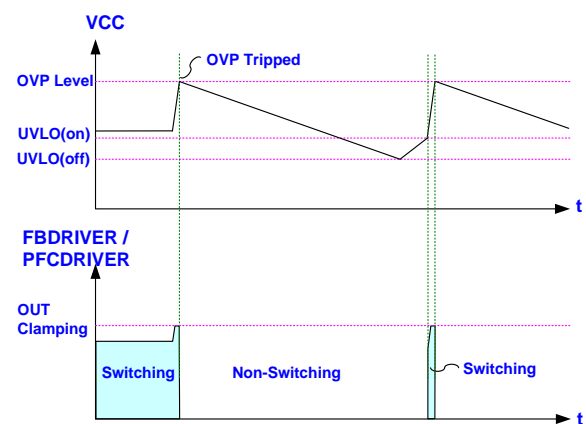 VCC
OVP Tripped
OVP Level
UVLO(on)
UVLO(off)
t
FBDRIVER /
PFCDRIVER
OUT
Clamping
Switching
Non-Switching
Switching
t